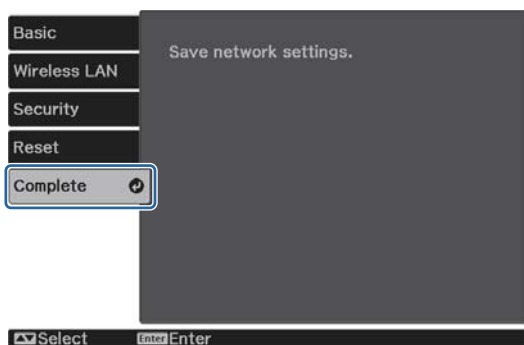 Basic
Wireless LAN
Security
Reset
Complete
Save network settings.
Select Enter Enter